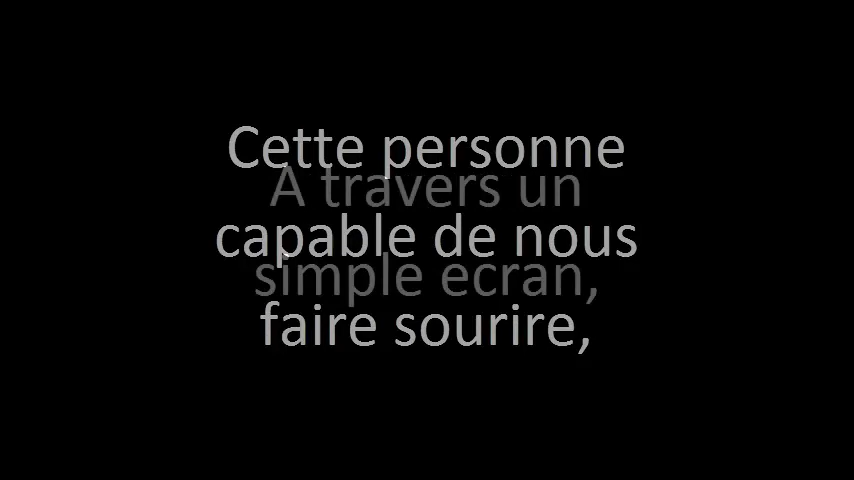 Cette personne
A travers un
capable de nous
simple ecran,
faire sourire,